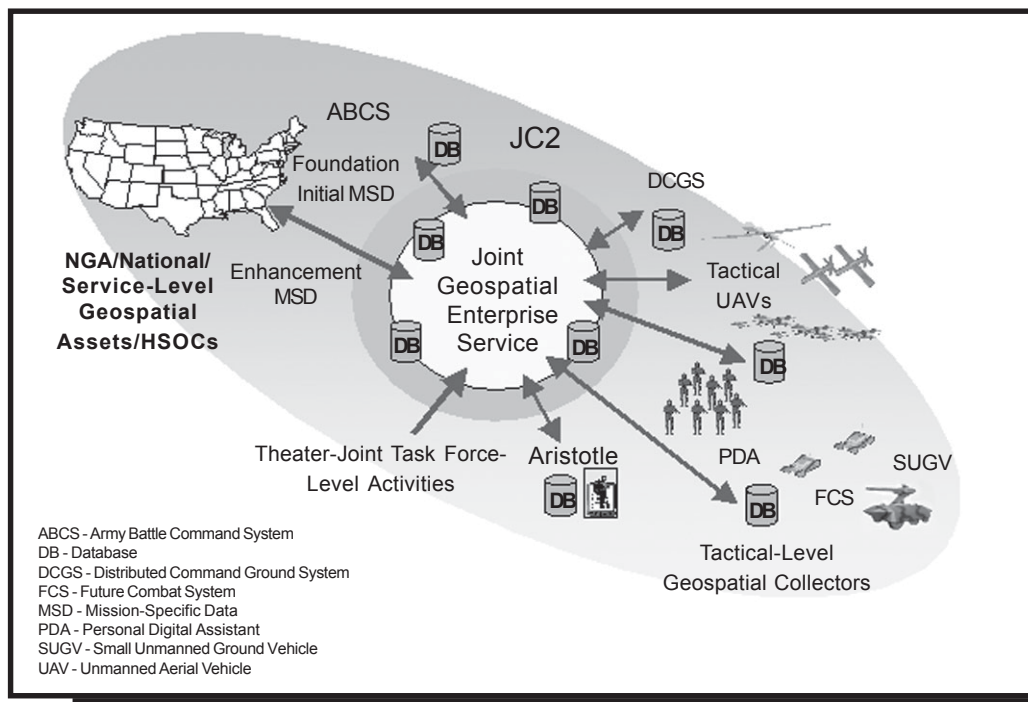 ABCS
JC2
DB
Foundation
Initial MSD
DCGS
DB
DB
DB
NGA/National/
Service-Level
Geospatial
Assets/HSOCs
Enhancement
MSD
Joint
Geospatial
Enterprise
Service
Tactical
UAVs
DB
DB
DB
Theater-Joint Task Force-
Level Activities
Aristotle
DB
PDA
SUGV
FCS
DB
Tactical-Level
Geospatial Collectors
ABCS - Army Battle Command System
DB - Database
DCGS - Distributed Command Ground System
FCS - Future Combat System
MSD - Mission-Specific Data
PDA - Personal Digital Assistant
SUGV - Small Unmanned Ground Vehicle
UAV - Unmanned Aerial Vehicle